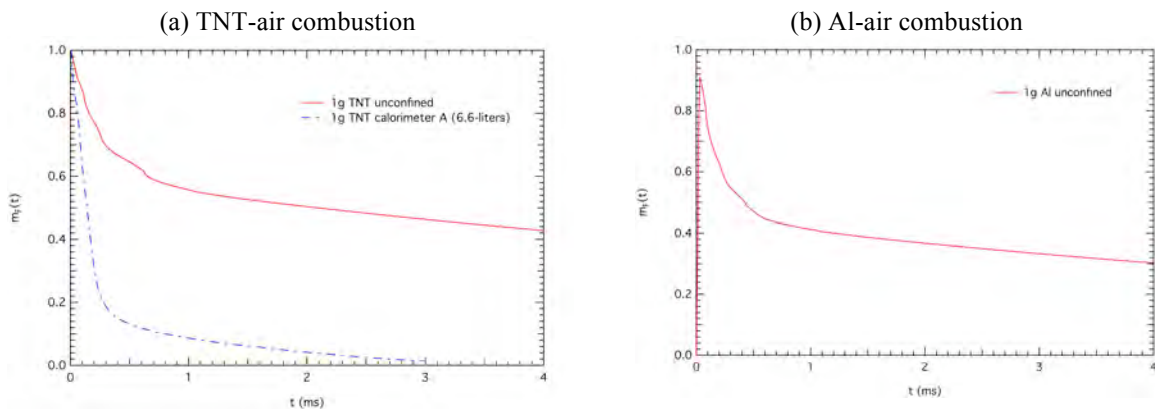 (a) TNT-air combustion
1.0
0.8
0.6
0.4
0.2
0.0
m_F(t)
1g TNT unconfined
1g TNT calorimeter A (6.6-liters)
0
1
2
3
4
t (ms)
(b) Al-air combustion
1.0
0.8
0.6
0.4
0.2
0.0
m_F(t)
1g Al unconfined
0
1
2
3
4
t (ms)